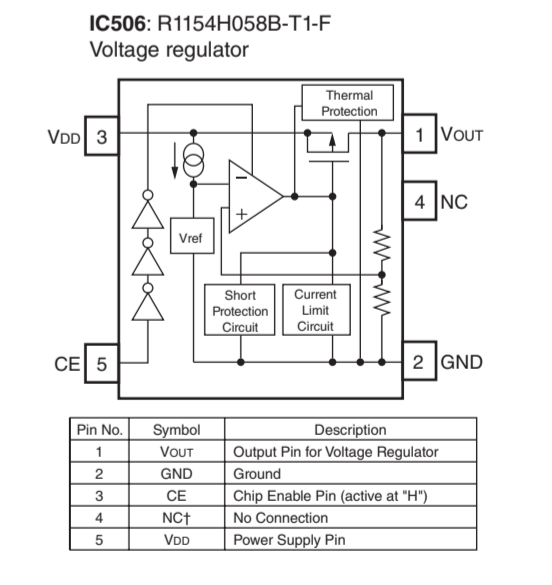 IC506: R1154H058B-T1-F
Voltage regulator
Thermal
Protection
VDD 3
1 VOUT
4 NC
Vref
Short
Protection
Circuit
Current
Limit
Circuit
CE 5
2 GND
Pin No. Symbol Description
1 VOUT Output Pin for Voltage Regulator
2 GND Ground
3 CE Chip Enable Pin (active at "H")
4 NC† No Connection
5 VDD Power Supply Pin